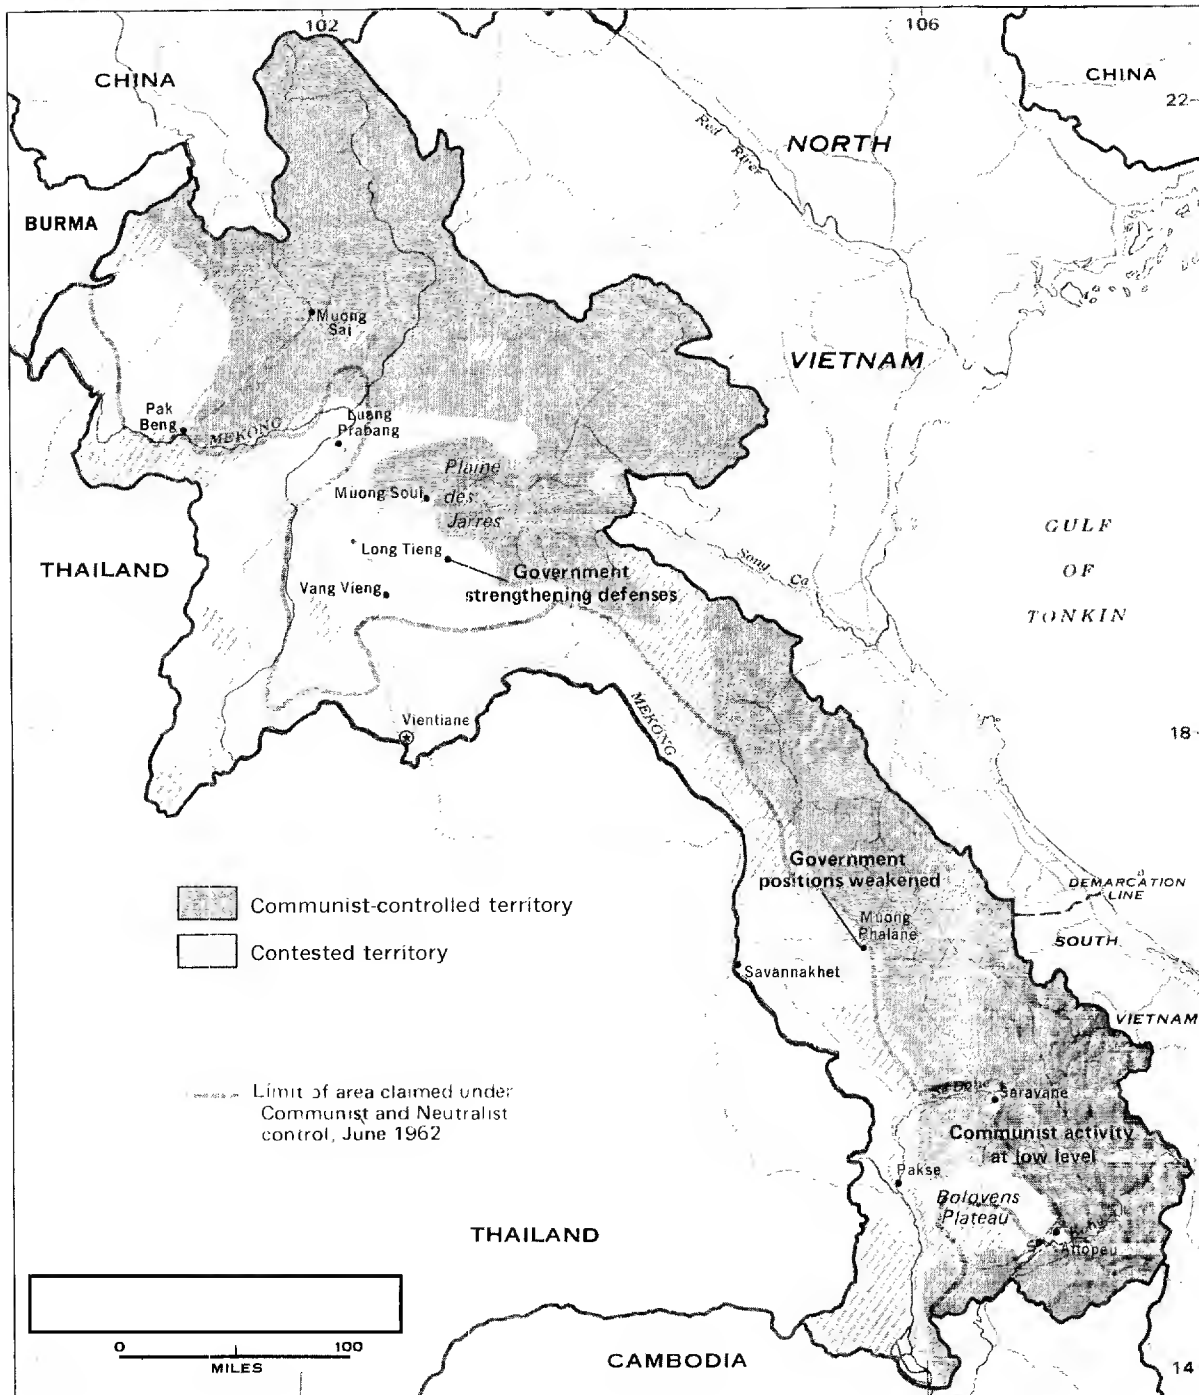 102
106
CHINA
CHINA
22
Red
River
NORTH
BURMA
Muong
Sai
VIETNAM
Pak
Beng
MEKONG
Luang
Prabang
Plaine
des
Jarres
Muong Soui
GULF
OF
TONKIN
Long Tieng
THAILAND
Song Ca
Government
strengthening defenses
Vang Vieng
MEKONG
Vientiane
18
Government
positions weakened
DEMARCATION
LINE
Communist-controlled territory
Muong
Phalane
Contested territory
SOUTH
Savannakhet
VIETNAM
Limit of area claimed under
Communist and Neutralist
control, June 1962
Saravane
Communist activity
at low level
Pakse
Bolovens
Plateau
Attopeu
THAILAND
0 100
MILES
CAMBODIA
14